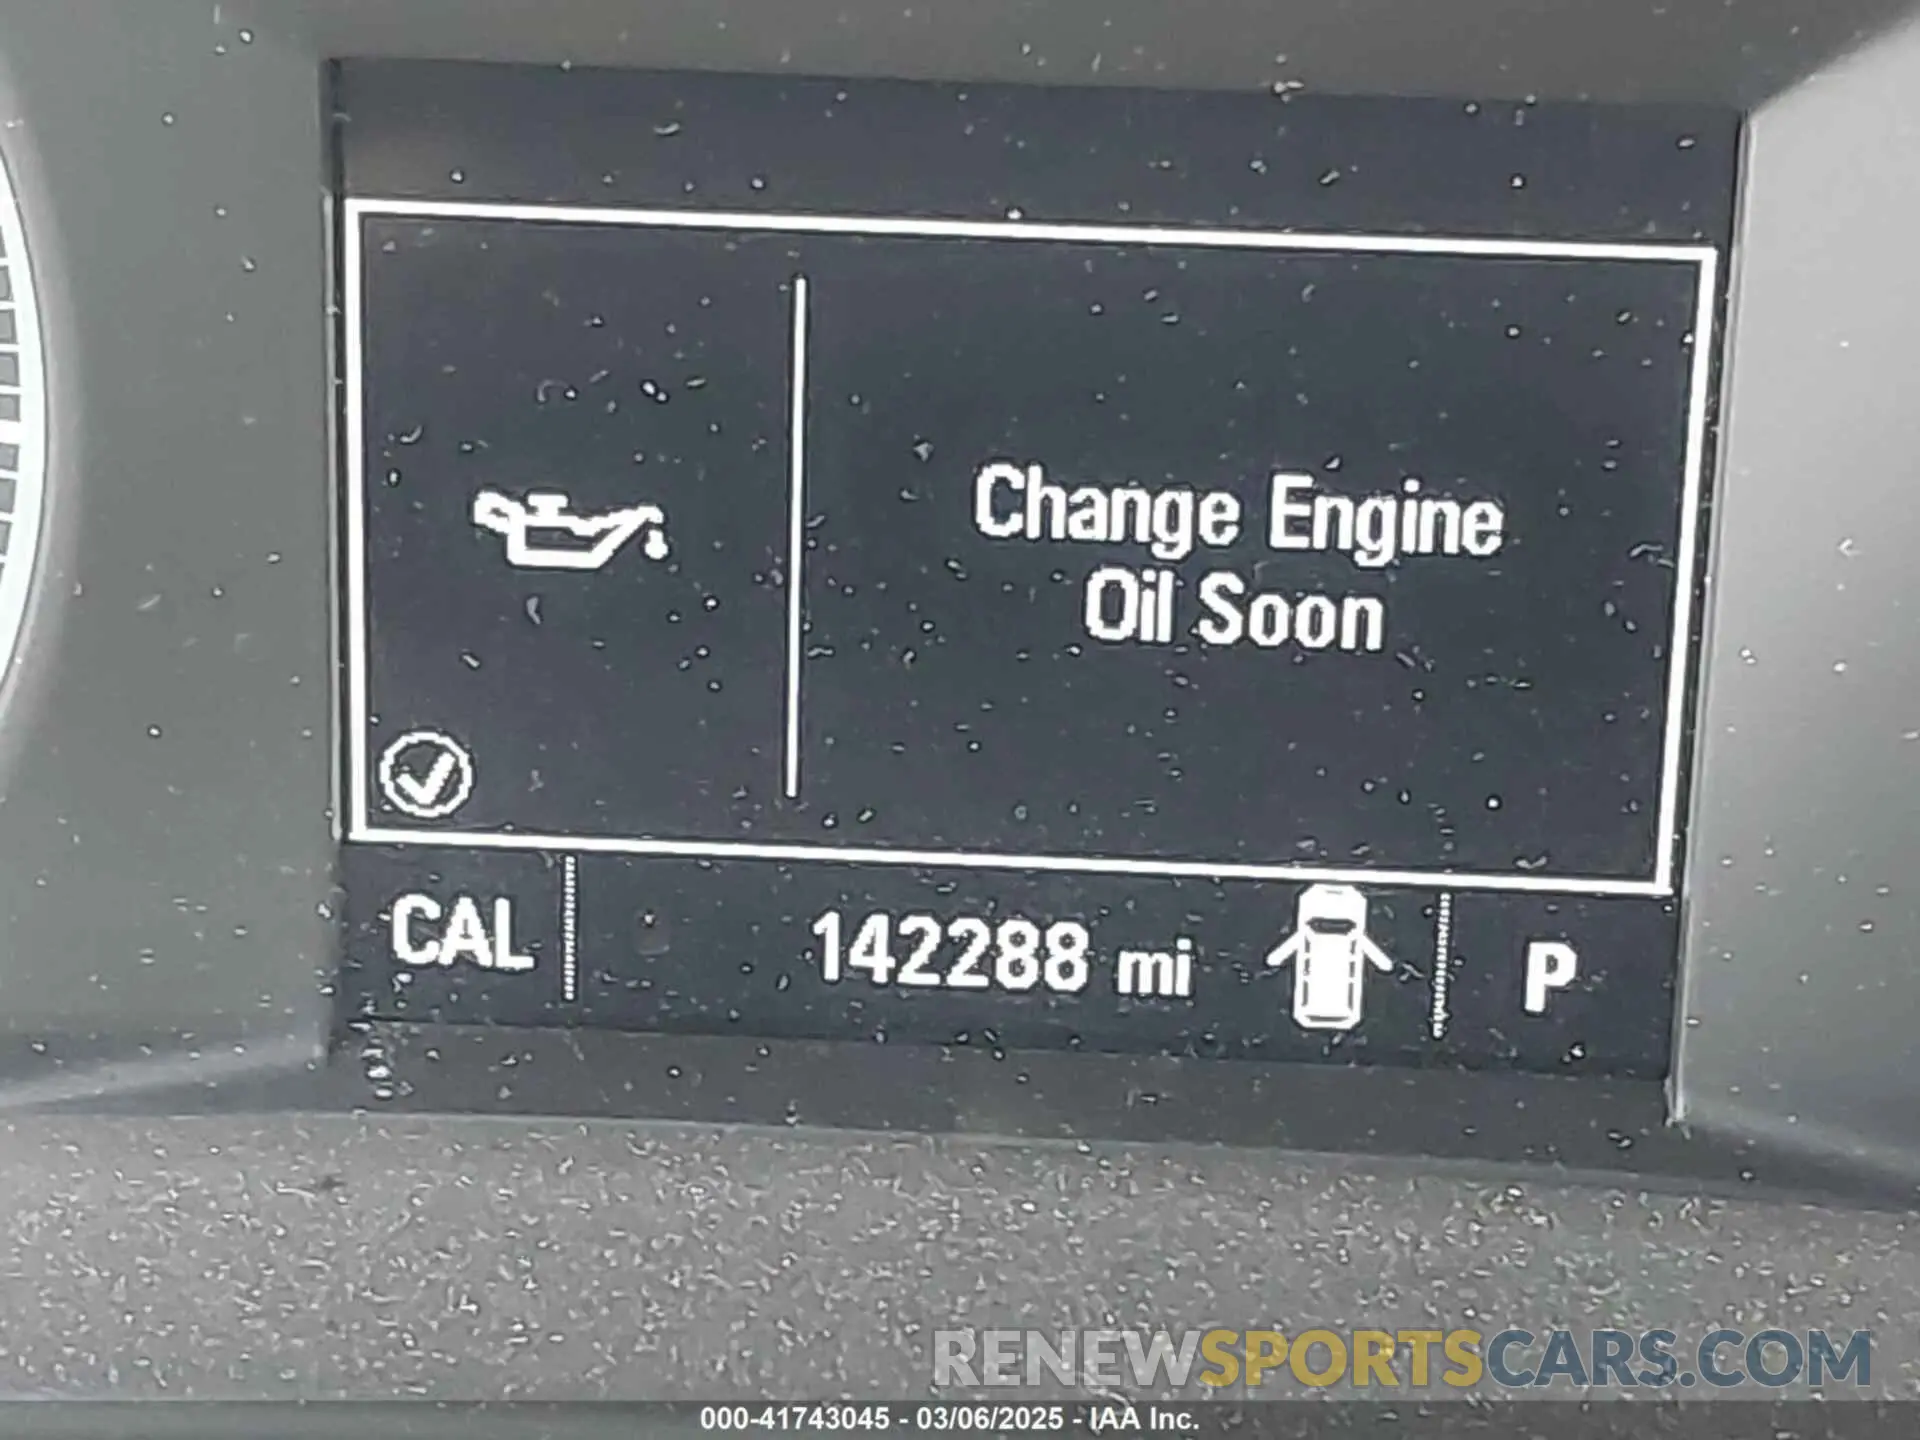 Change Engine
Oil Soon
CAL
142288 mi
P
RENEWSPORTSCARS.COM
000-41743045 - 03/06/2025 - IAA Inc.